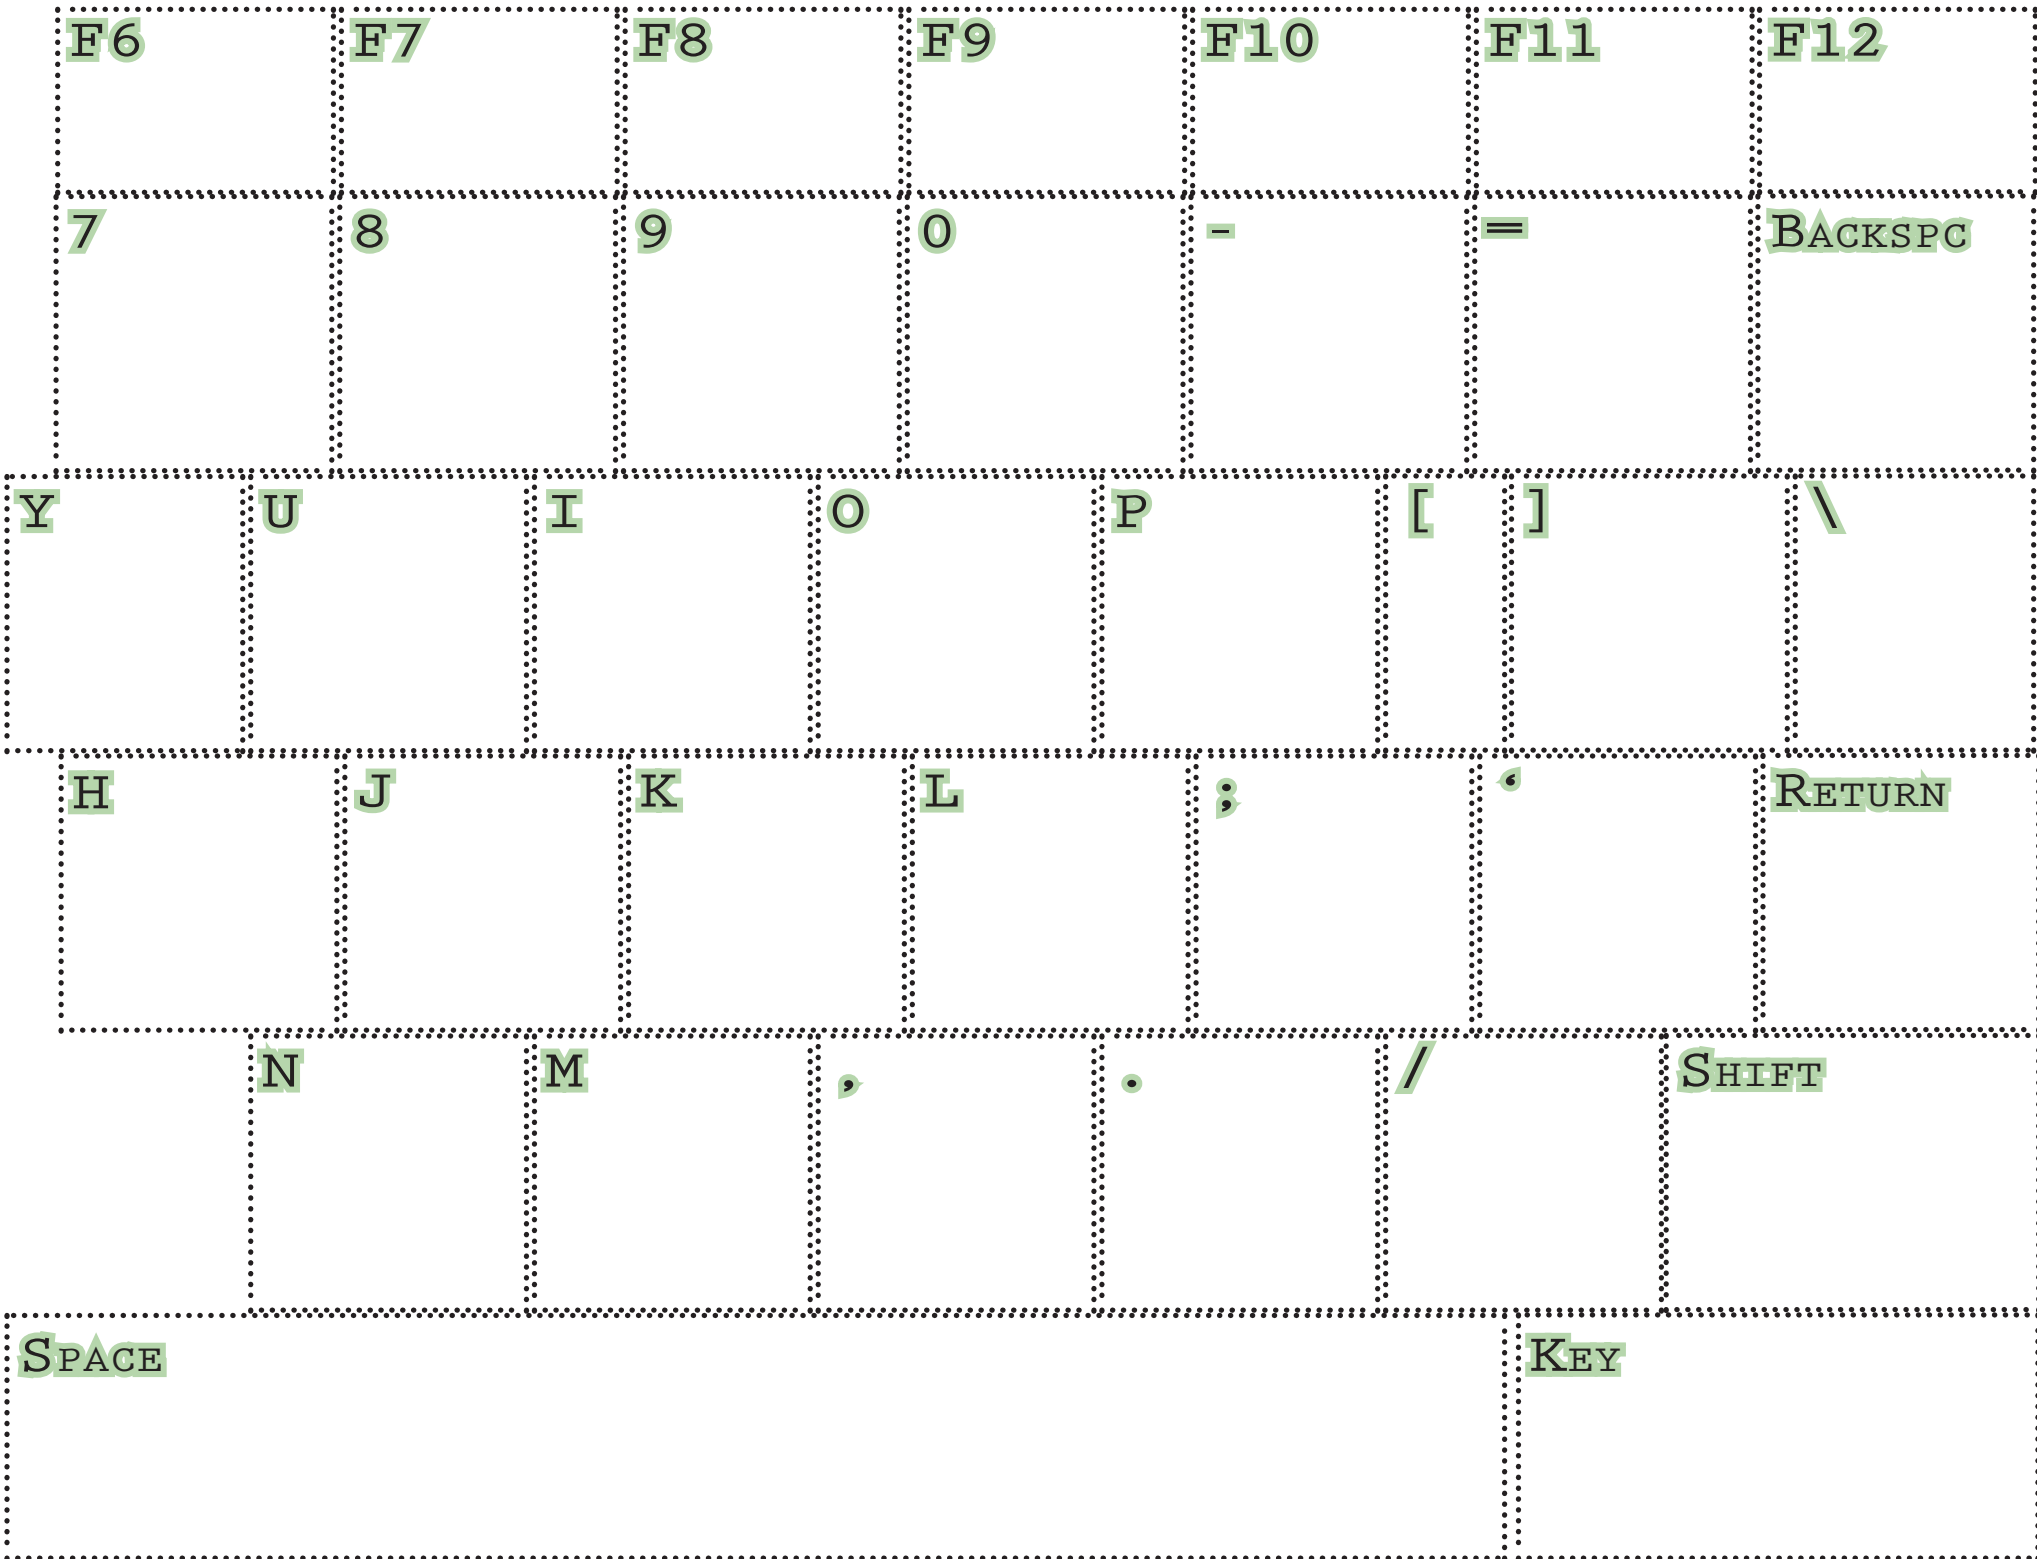 F6 F7 F8 F9 F10 F11 F12
7 8 9 0 - = Backspc
Y U I O P [ ] \
H J K L ; ‘ Return
N M , . / Shift
Space Key